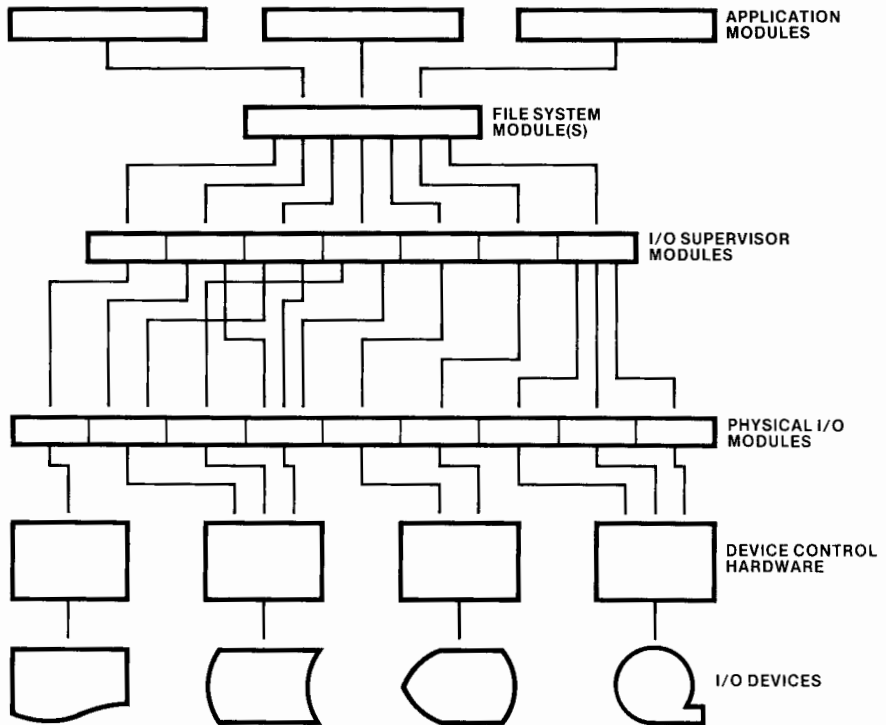 APPLICATION
MODULES
FILE SYSTEM
MODULE(S)
I/O SUPERVISOR
MODULES
PHYSICAL I/O
MODULES
DEVICE CONTROL
HARDWARE
I/O DEVICES